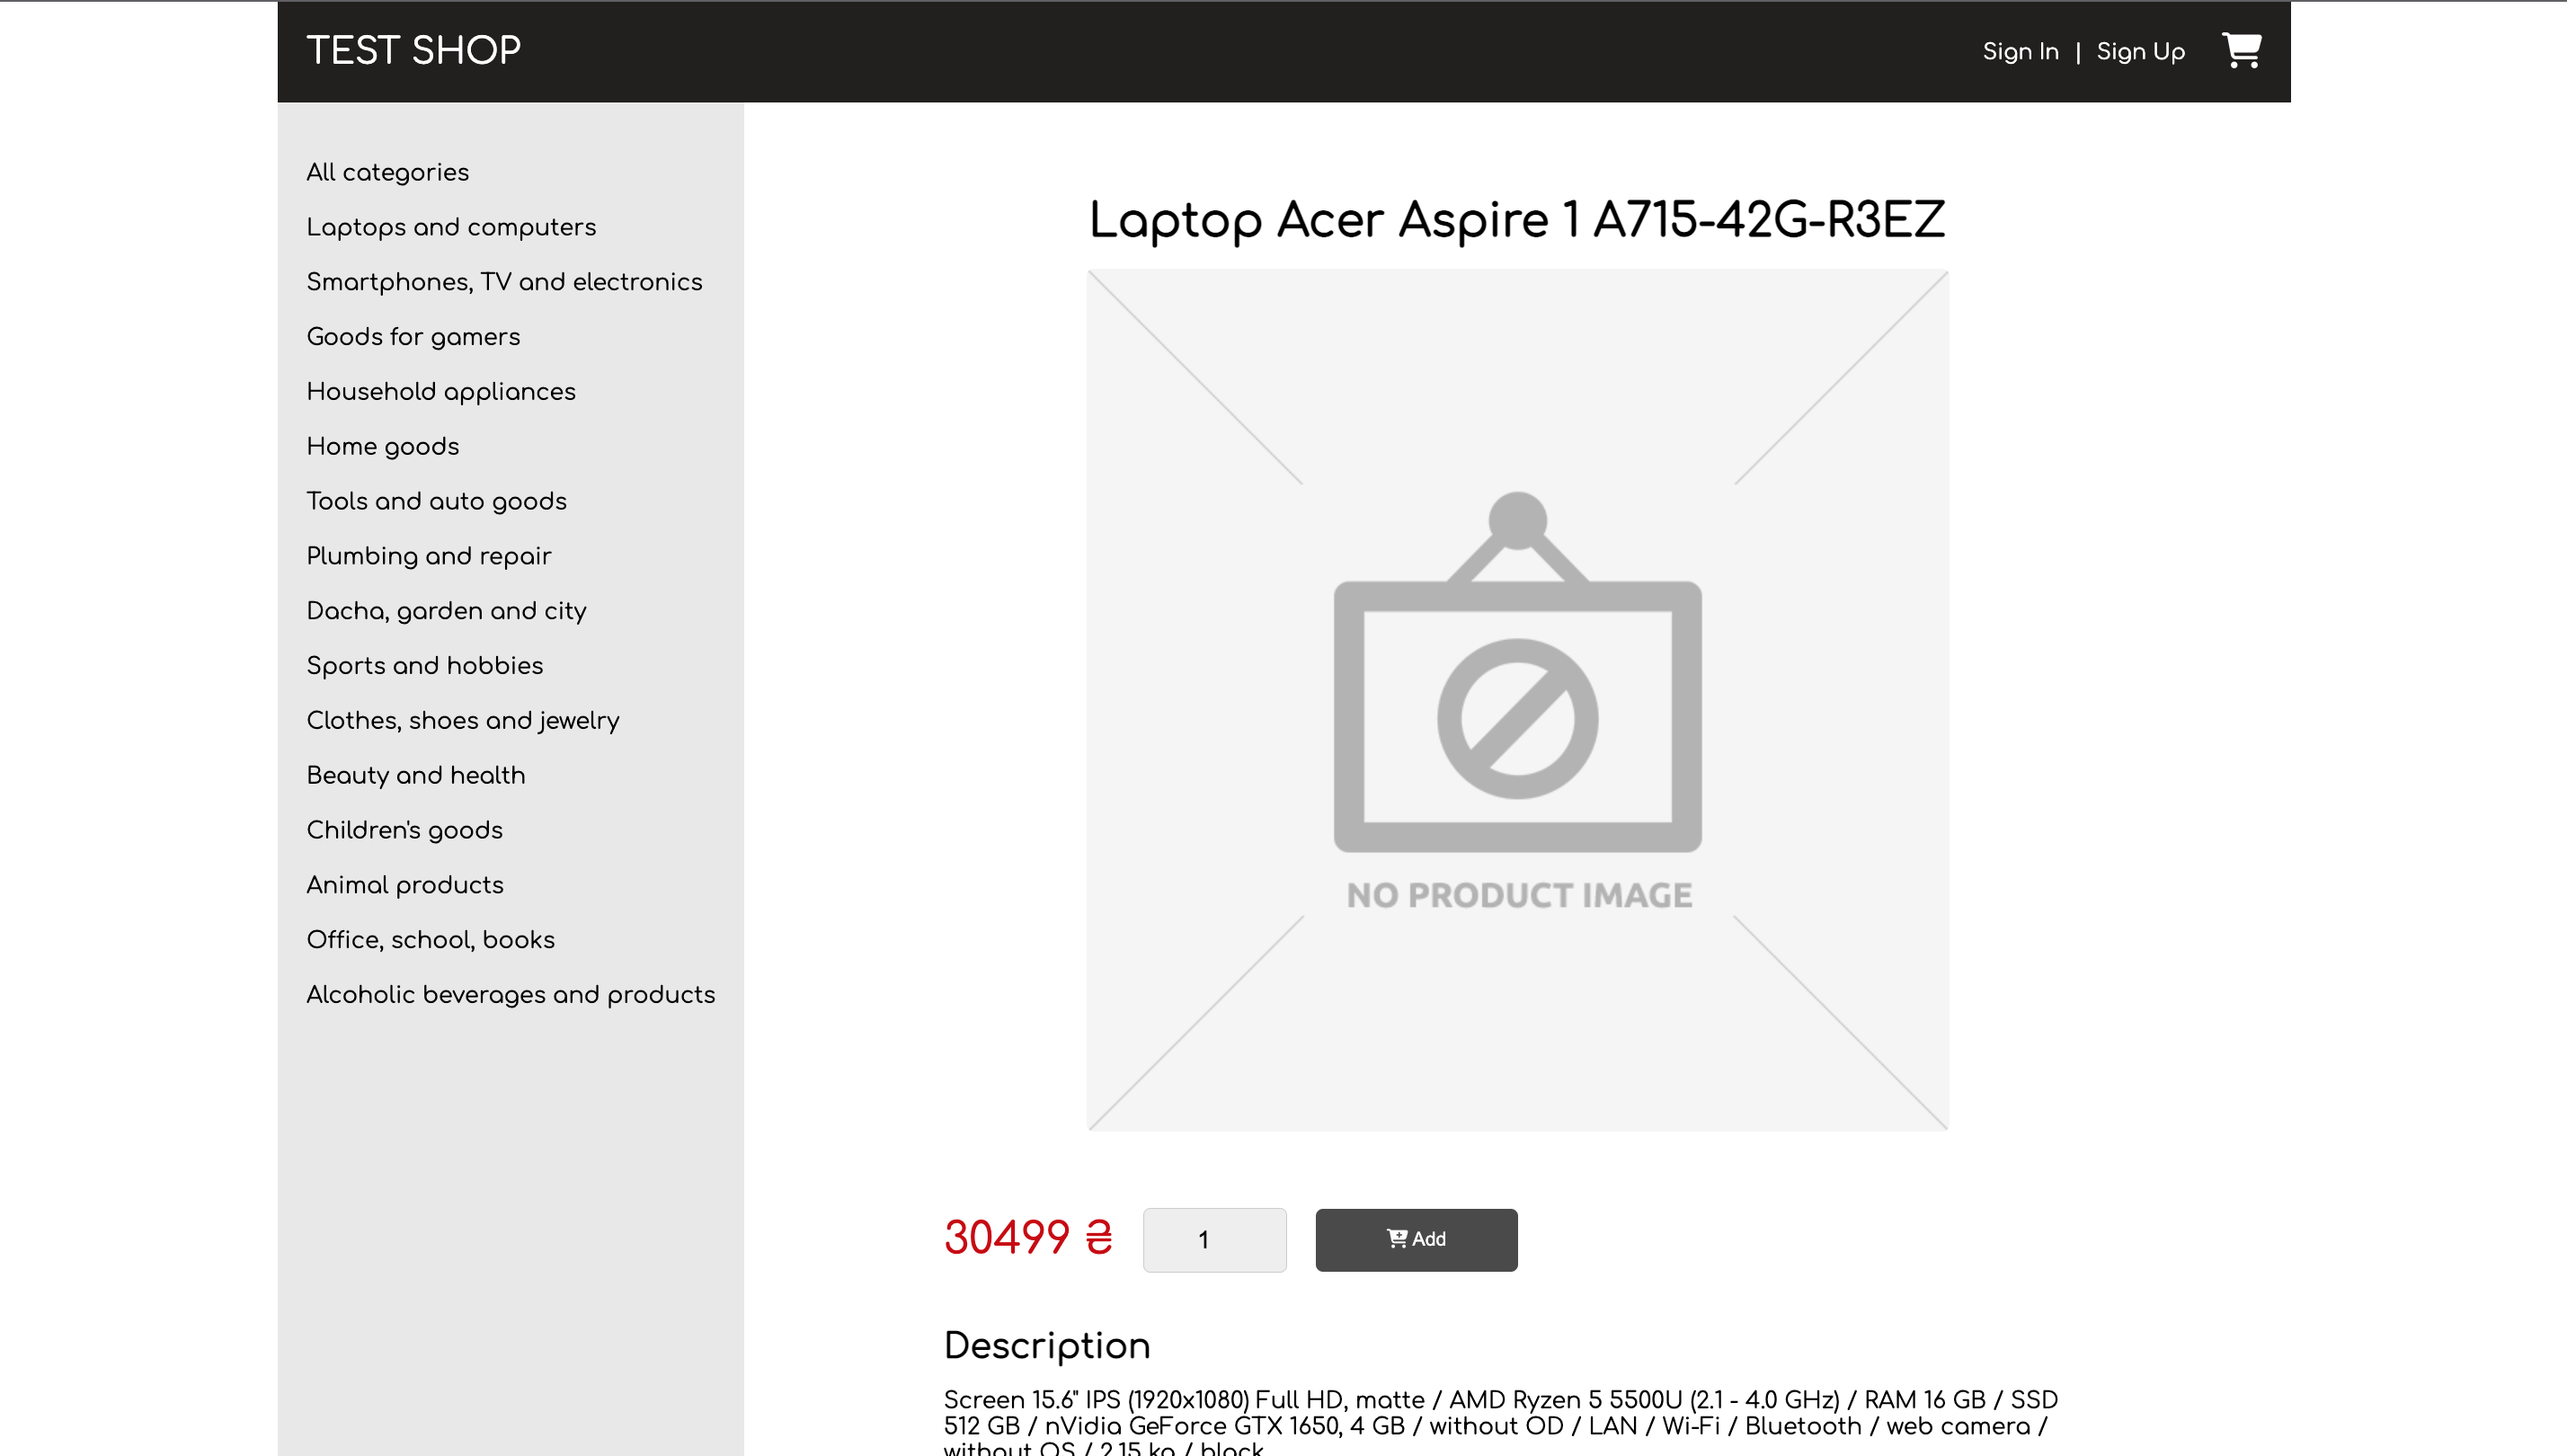 TEST SHOP
Sign In | Sign Up
All categories
Laptops and computers
Smartphones, TV and electronics
Goods for gamers
Household appliances
Home goods
Tools and auto goods
Plumbing and repair
Dacha, garden and city
Sports and hobbies
Clothes, shoes and jewelry
Beauty and health
Children's goods
Animal products
Office, school, books
Alcoholic beverages and products
Laptop Acer Aspire 1 A715-42G-R3EZ
NO PRODUCT IMAGE
30499 ₴
1
Add
Description
Screen 15.6" IPS (1920x1080) Full HD, matte / AMD Ryzen 5 5500U (2.1 - 4.0 GHz) / RAM 16 GB / SSD
512 GB / nVidia GeForce GTX 1650, 4 GB / without OD / LAN / Wi-Fi / Bluetooth / web camera /
without OS / 2.15 kg / black